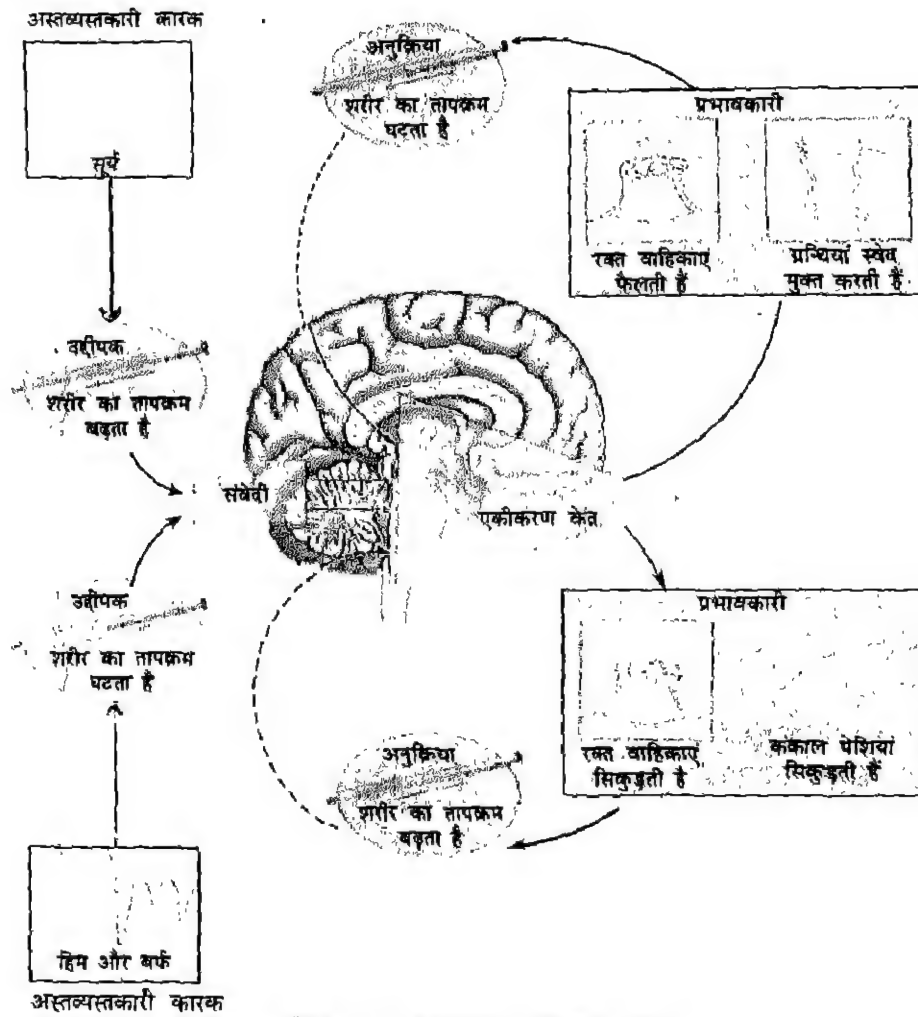 अस्तव्यस्तकारी कारक
सूर्य
उद्दीपक
शरीर का तापक्रम
बढ़ता है
संवेदी
उद्दीपक
शरीर का तापक्रम
घटता है
हिम और बर्फ
अस्तव्यस्तकारी कारक
अनुक्रिया
शरीर का तापक्रम
घटता है
प्रभावकारी
रक्त वाहिकाएं
फैलती हैं
ग्रन्थियां स्वेद
मुक्त करती हैं
एकीकरण केंद्र
प्रभावकारी
रक्त वाहिकाएं
सिकुड़ती है
कंकाल पेशियां
सिकुड़ती हैं
अनुक्रिया
शरीर का तापक्रम
बढ़ता है